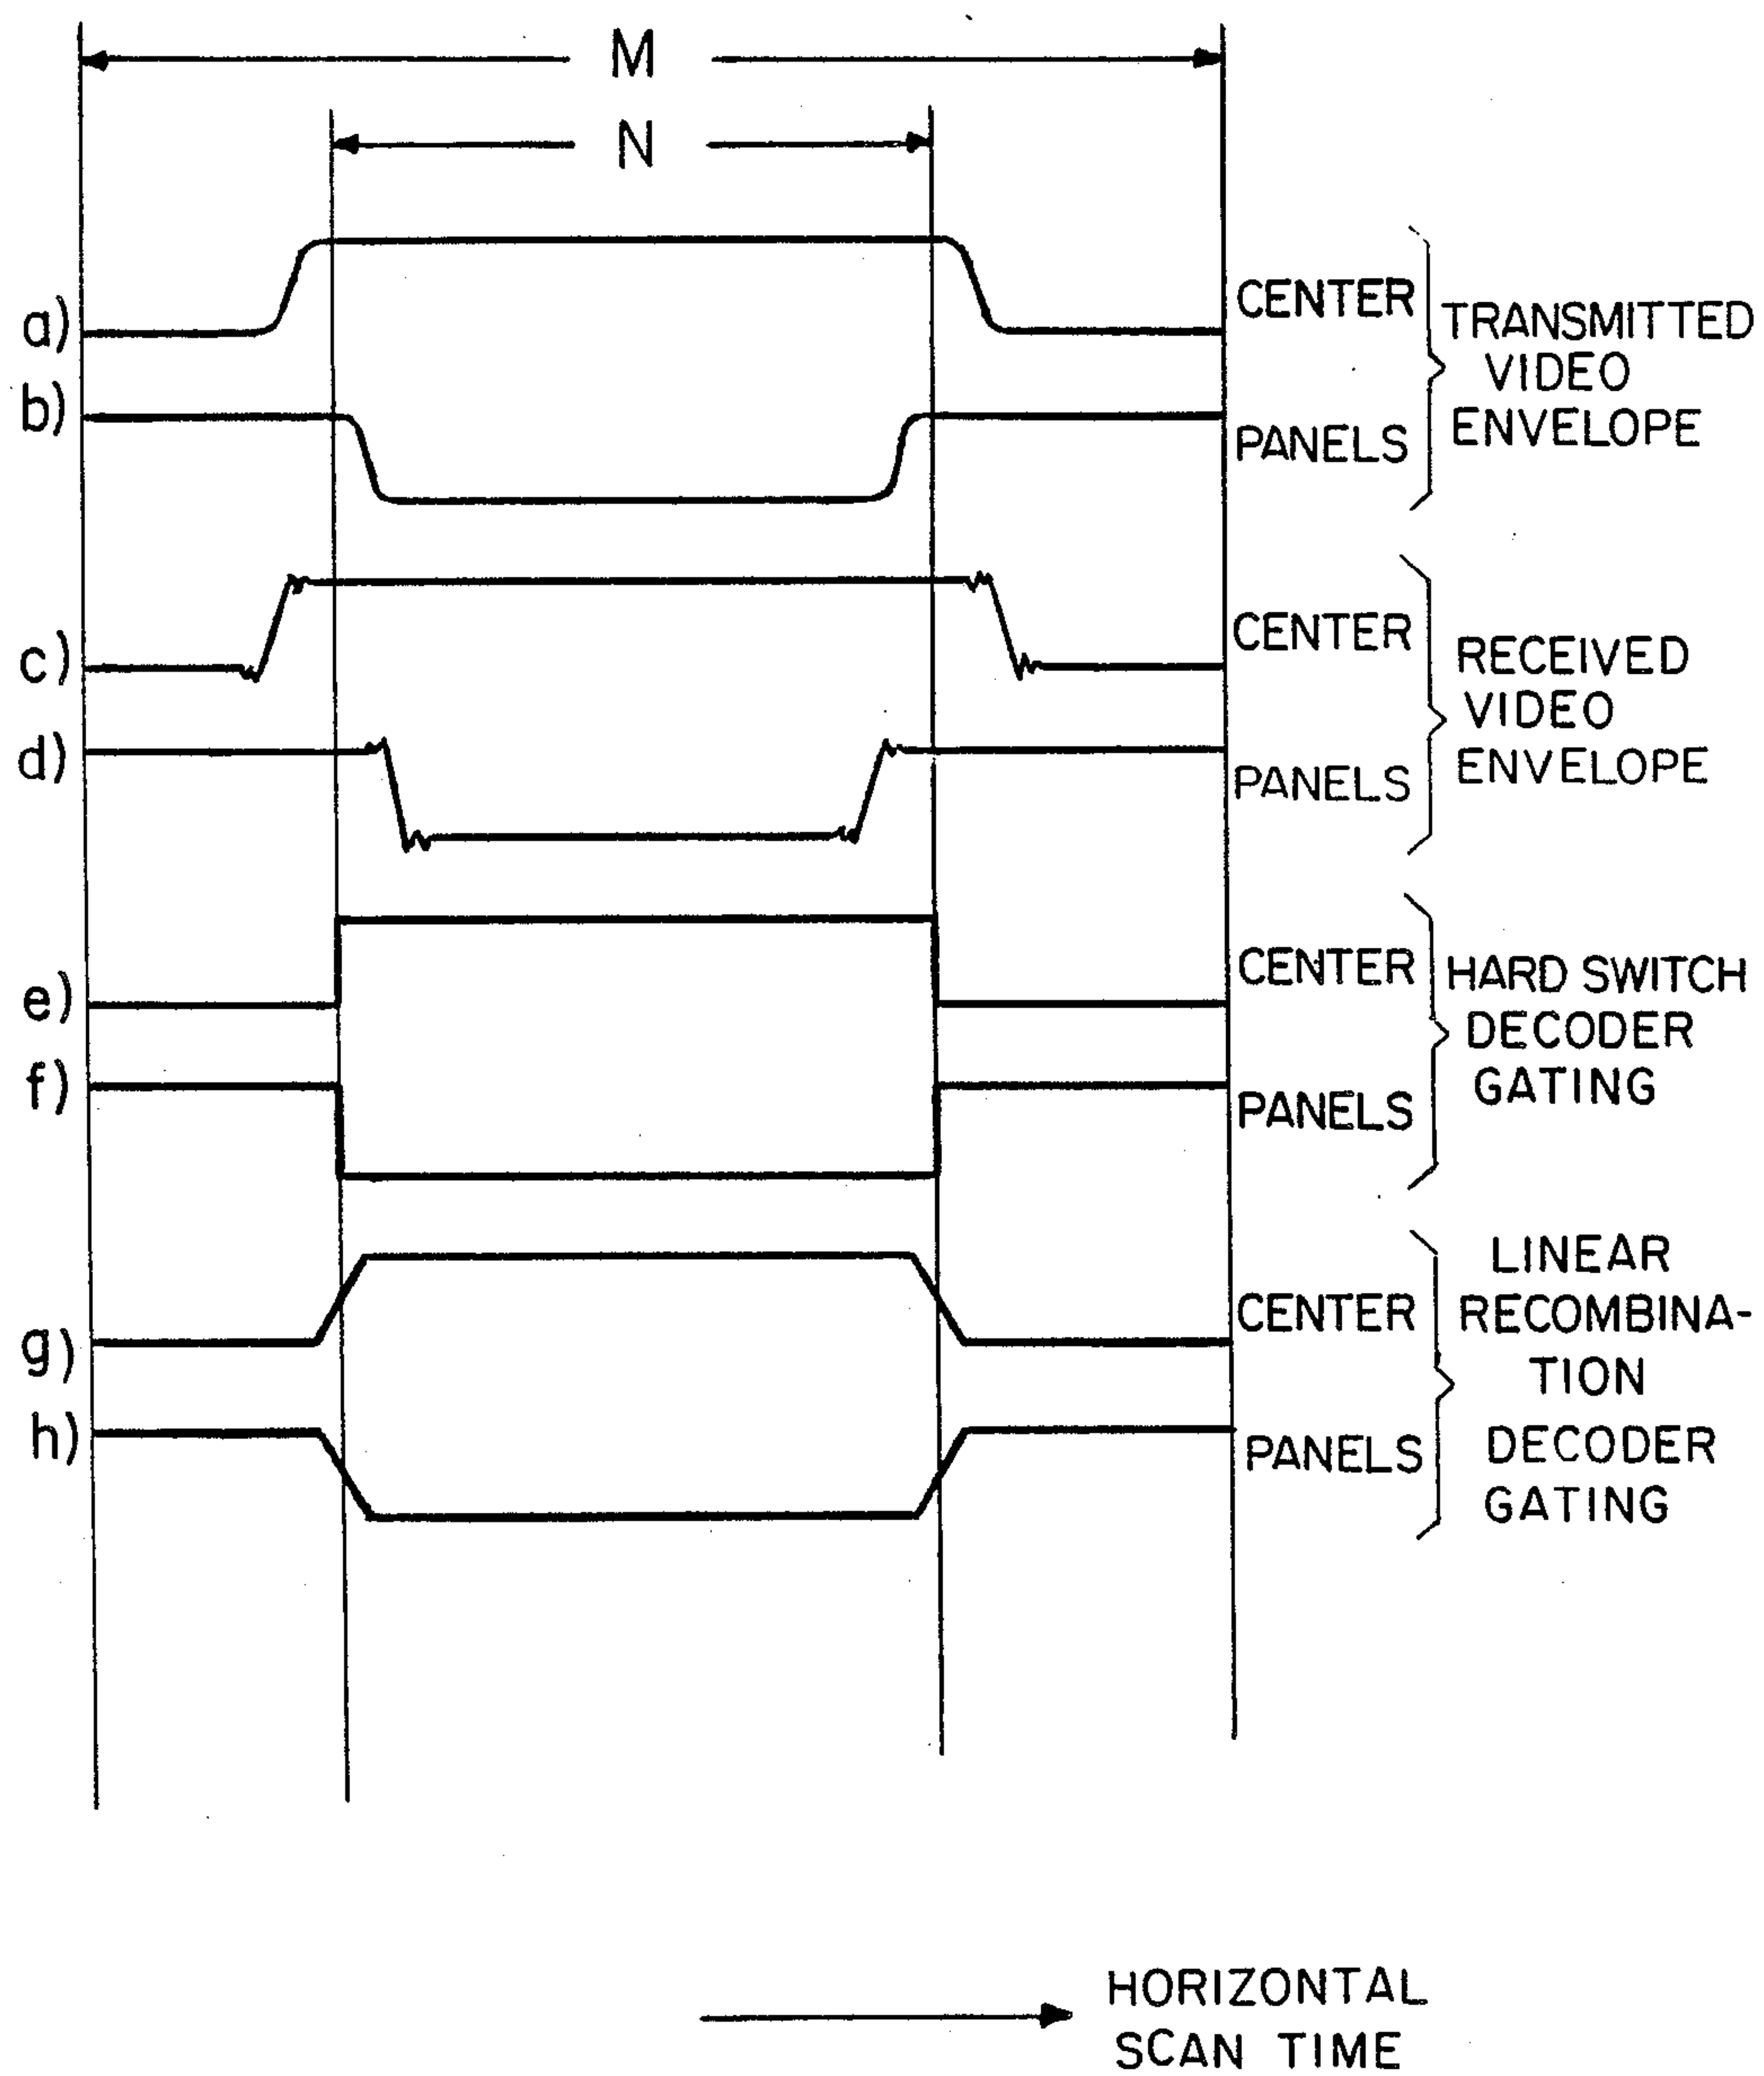 M
N
a)
CENTER
TRANSMITTED
VIDEO
ENVELOPE
b)
PANELS
c)
CENTER
RECEIVED
VIDEO
ENVELOPE
d)
PANELS
e)
CENTER
HARD SWITCH
DECODER
GATING
f)
PANELS
g)
CENTER
LINEAR
RECOMBINA-
TION
DECODER
GATING
h)
PANELS
HORIZONTAL
SCAN TIME